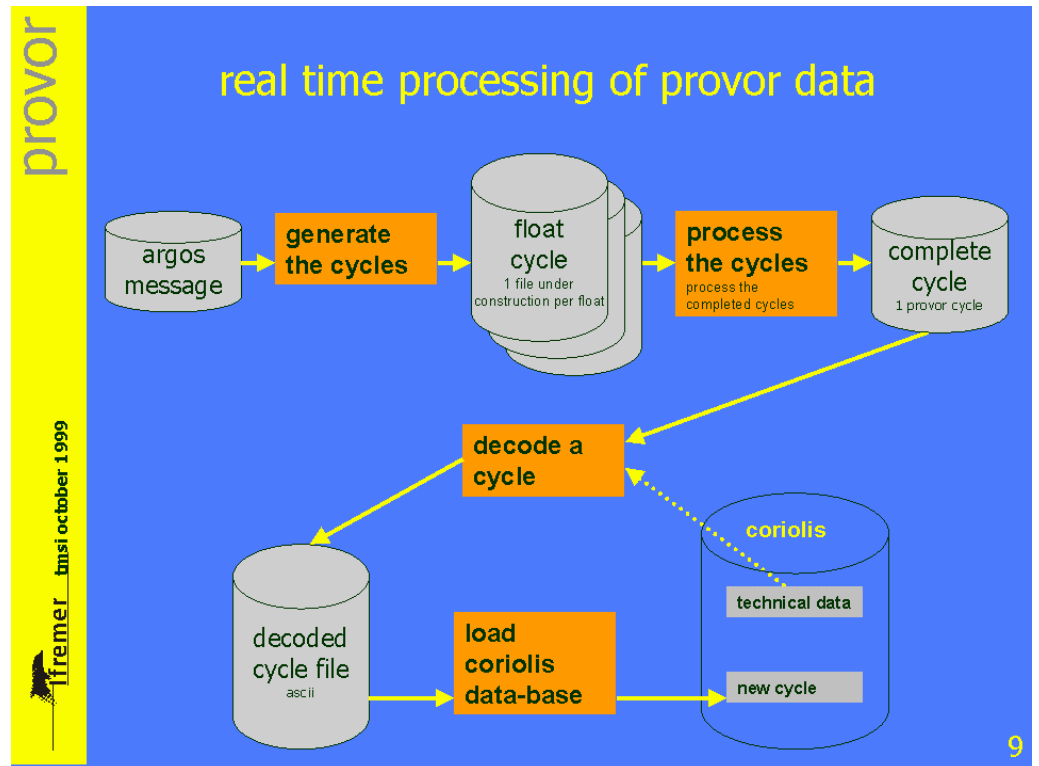 provor
real time processing of provor data
argos
message
generate
the cycles
float
cycle
1 file under
construction per float
process
the cycles
process the
completed cycles
complete
cycle
1 provor cycle
decode a
cycle
coriolis
technical data
new cycle
decoded
cycle file
ascii
load
coriolis
data-base
Ifremer tmsi october 1999
9